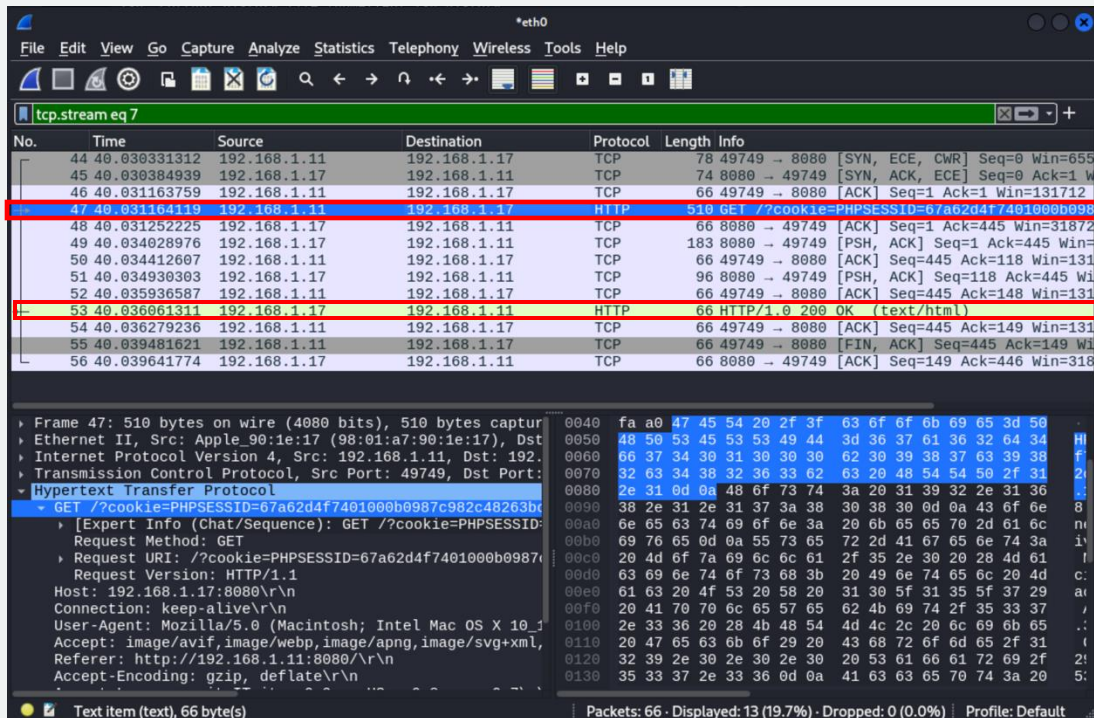 *eth0
File Edit View Go Capture Analyze Statistics Telephony Wireless Tools Help
tcp.stream eq 7
No. Time Source Destination Protocol Length Info
44 40.030331312 192.168.1.11 192.168.1.17 TCP 78 49749 → 8080 [SYN, ECE, CWR] Seq=0 Win=655
45 40.030384939 192.168.1.17 192.168.1.11 TCP 74 8080 → 49749 [SYN, ACK, ECE] Seq=0 Ack=1 W
46 40.031163759 192.168.1.11 192.168.1.17 TCP 66 49749 → 8080 [ACK] Seq=1 Ack=1 Win=131712
47 40.031164119 192.168.1.11 192.168.1.17 HTTP 510 GET /?cookie=PHPSESSID=67a62d4f7401000b098
48 40.031252225 192.168.1.17 192.168.1.11 TCP 66 8080 → 49749 [ACK] Seq=1 Ack=445 Win=31872
49 40.034028976 192.168.1.17 192.168.1.11 TCP 183 8080 → 49749 [PSH, ACK] Seq=1 Ack=445 Win=
50 40.034412607 192.168.1.11 192.168.1.17 TCP 66 49749 → 8080 [ACK] Seq=445 Ack=118 Win=131
51 40.034930303 192.168.1.17 192.168.1.11 TCP 96 8080 → 49749 [PSH, ACK] Seq=118 Ack=445 Wi
52 40.035936587 192.168.1.11 192.168.1.17 TCP 66 49749 → 8080 [ACK] Seq=445 Ack=148 Win=131
53 40.036061311 192.168.1.17 192.168.1.11 HTTP 66 HTTP/1.0 200 OK (text/html)
54 40.036279236 192.168.1.11 192.168.1.17 TCP 66 49749 → 8080 [ACK] Seq=445 Ack=149 Win=131
55 40.039481621 192.168.1.11 192.168.1.17 TCP 66 49749 → 8080 [FIN, ACK] Seq=445 Ack=149 Wi
56 40.039641774 192.168.1.17 192.168.1.11 TCP 66 8080 → 49749 [ACK] Seq=149 Ack=446 Win=318
Frame 47: 510 bytes on wire (4080 bits), 510 bytes captur
Ethernet II, Src: Apple_90:1e:17 (98:01:a7:90:1e:17), Dst
Internet Protocol Version 4, Src: 192.168.1.11, Dst: 192.
Transmission Control Protocol, Src Port: 49749, Dst Port:
Hypertext Transfer Protocol
GET /?cookie=PHPSESSID=67a62d4f7401000b0987c982c48263bc
[Expert Info (Chat/Sequence): GET /?cookie=PHPSESSID=
Request Method: GET
Request URI: /?cookie=PHPSESSID=67a62d4f7401000b0987
Request Version: HTTP/1.1
Host: 192.168.1.17:8080\r\n
Connection: keep-alive\r\n
User-Agent: Mozilla/5.0 (Macintosh; Intel Mac OS X 10_1
Accept: image/avif,image/webp,image/apng,image/svg+xml,
Referer: http://192.168.1.11:8080/\r\n
Accept-Encoding: gzip, deflate\r\n
0040 fa a0 47 45 54 20 2f 3f 63 6f 6f 6b 69 65 3d 50
0050 48 50 53 45 53 53 49 44 3d 36 37 61 36 32 64 34
0060 66 37 34 30 31 30 30 30 62 30 39 38 37 63 39 38
0070 32 63 34 38 32 36 33 62 63 20 48 54 54 50 2f 31
0080 2e 31 0d 0a 48 6f 73 74 3a 20 31 39 32 2e 31 36
0090 38 2e 31 2e 31 37 3a 38 30 38 30 0d 0a 43 6f 6e
00a0 6e 65 63 74 69 6f 6e 3a 20 6b 65 65 70 2d 61 6c
00b0 69 76 65 0d 0a 55 73 65 72 2d 41 67 65 6e 74 3a
00c0 20 4d 6f 7a 69 6c 6c 61 2f 35 2e 30 20 28 4d 61
00d0 63 69 6e 74 6f 73 68 3b 20 49 6e 74 65 6c 20 4d
00e0 61 63 20 4f 53 20 58 20 31 30 5f 31 35 5f 37 29
00f0 20 41 70 70 6c 65 57 65 62 4b 69 74 2f 35 33 37
0100 2e 33 36 20 28 4b 48 54 4d 4c 2c 20 6c 69 6b 65
0110 20 47 65 63 6b 6f 29 20 43 68 72 6f 6d 65 2f 31
0120 32 39 2e 30 2e 30 2e 30 20 53 61 66 61 72 69 2f
0130 35 33 37 2e 33 36 0d 0a 41 63 63 65 70 74 3a 20
Text item (text), 66 byte(s) Packets: 66 · Displayed: 13 (19.7%) · Dropped: 0 (0.0%) Profile: Default